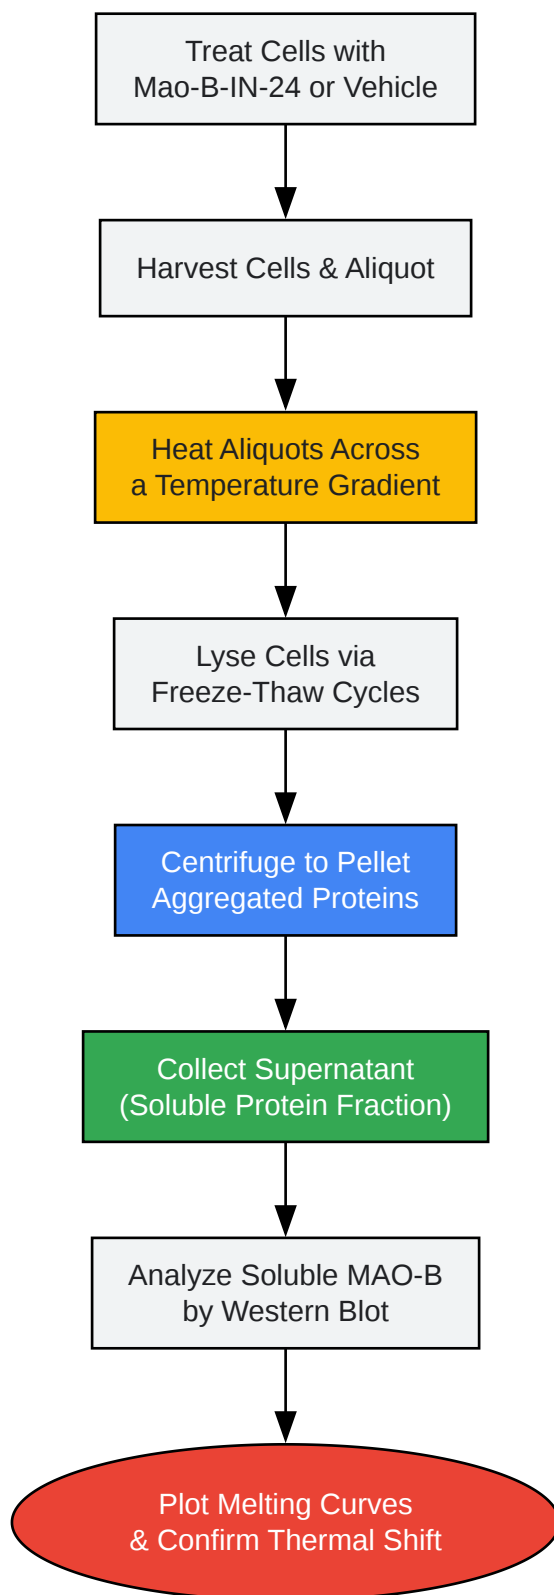 Treat Cells with
Mao-B-IN-24 or Vehicle
Harvest Cells & Aliquot
Heat Aliquots Across
a Temperature Gradient
Lyse Cells via
Freeze-Thaw Cycles
Centrifuge to Pellet
Aggregated Proteins
Collect Supernatant
(Soluble Protein Fraction)
Analyze Soluble MAO-B
by Western Blot
Plot Melting Curves
& Confirm Thermal Shift